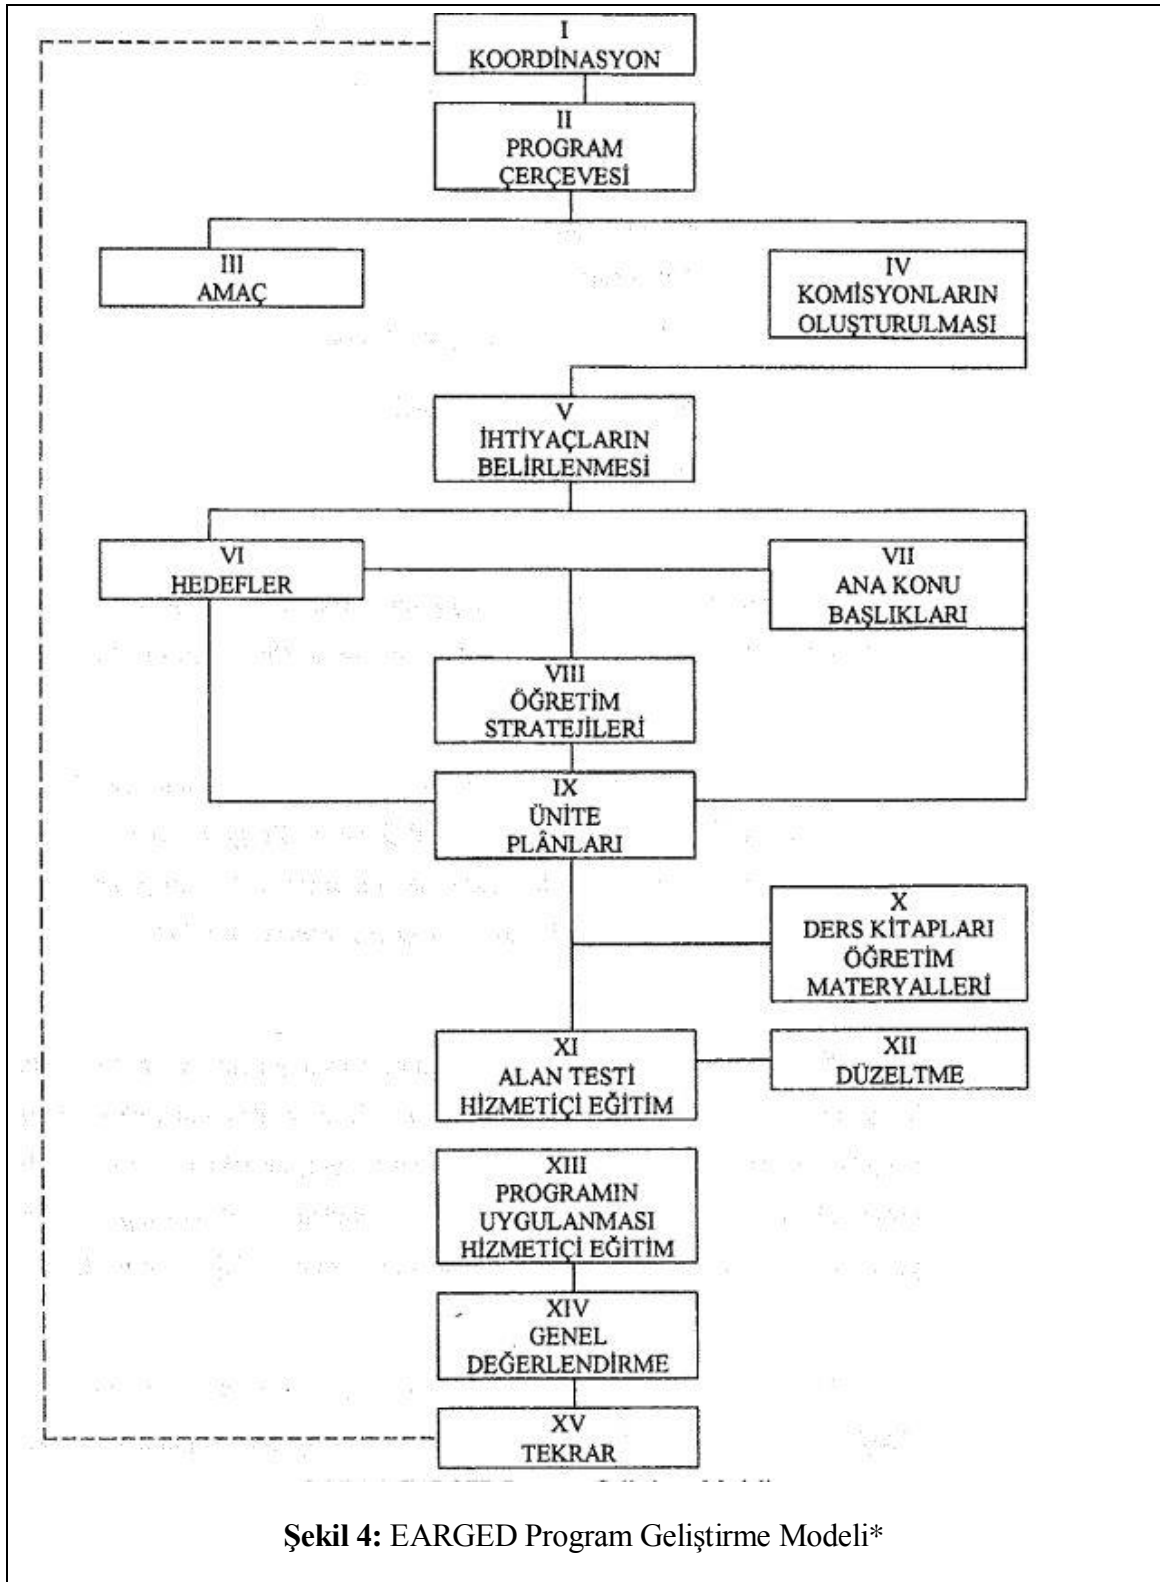 I
KOORDİNASYON
II
PROGRAM
ÇERÇEVESİ
III
AMAÇ
IV
KOMİSYONLARIN
OLUŞTURULMASI
V
İHTİYAÇLARIN
BELİRLENMESİ
VI
HEDEFLER
VII
ANA KONU
BAŞLIKLARI
VIII
ÖĞRETİM
STRATEJİLERİ
IX
ÜNİTE
PLÂNLARI
X
DERS KİTAPLARI
ÖĞRETİM
MATERYALLERİ
XI
ALAN TESTİ
HİZMETİÇİ EĞİTİM
XII
DÜZELTME
XIII
PROGRAMIN
UYGULANMASI
HİZMETİÇİ EĞİTİM
XIV
GENEL
DEĞERLENDİRME
XV
TEKRAR
Şekil 4: EARGED Program Geliştirme Modeli*